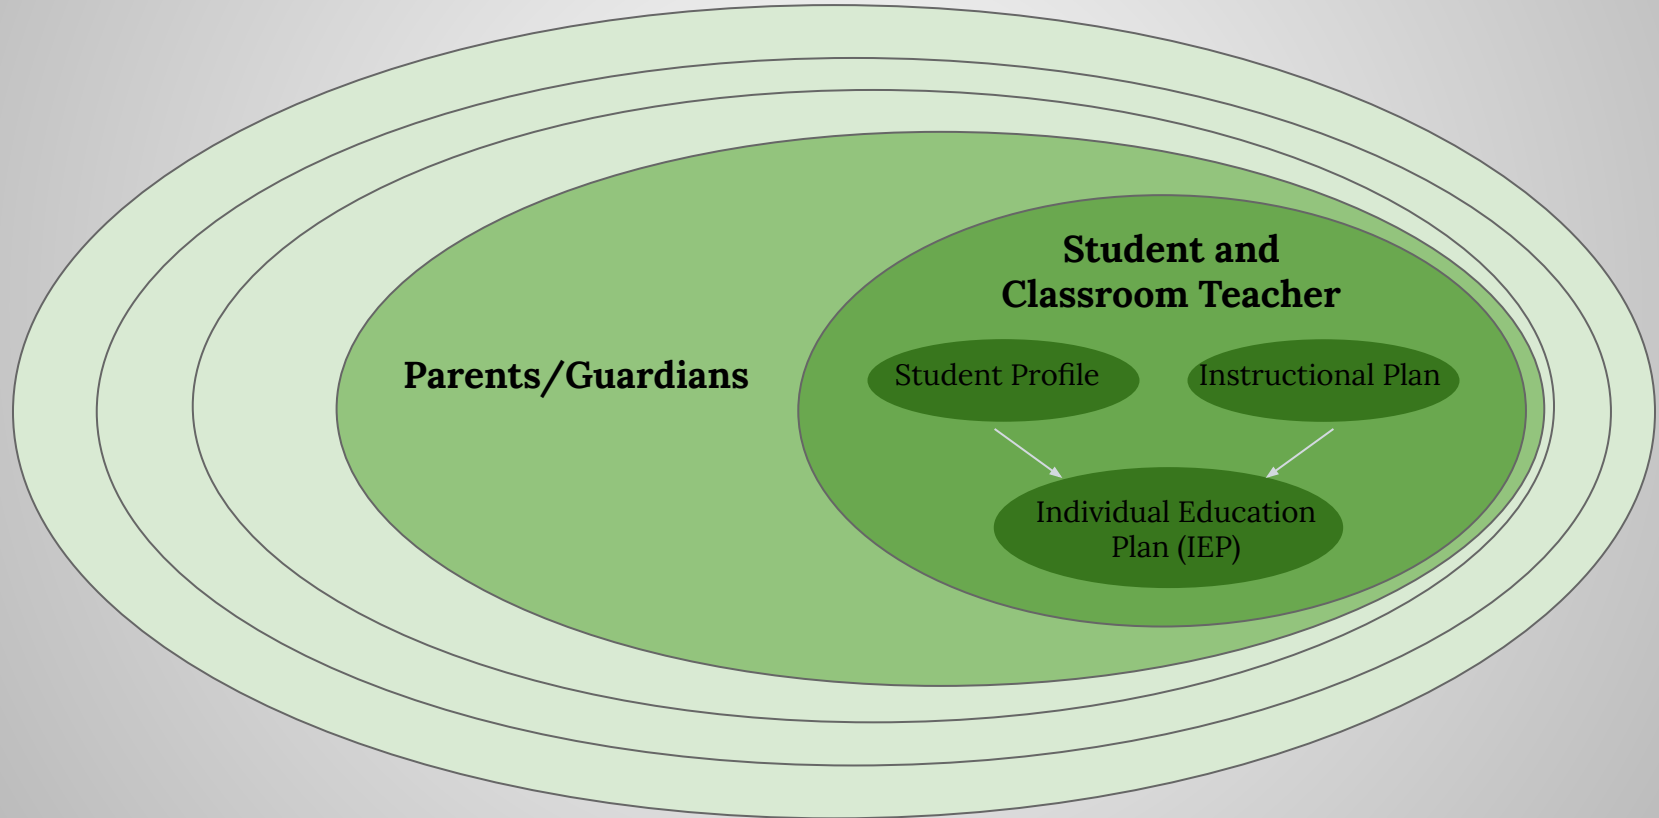 Student and
Classroom Teacher
Parents/Guardians
Student Profile
Instructional Plan
Individual Education
Plan (IEP)